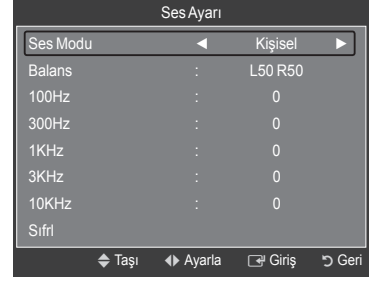 Ses Ayarı
Ses Modu ◄ Kişisel ►
Balans : L50 R50
100Hz : 0
300Hz : 0
1KHz : 0
3KHz : 0
10KHz : 0
Sıfrl
Taşı Ayarla Giriş Geri